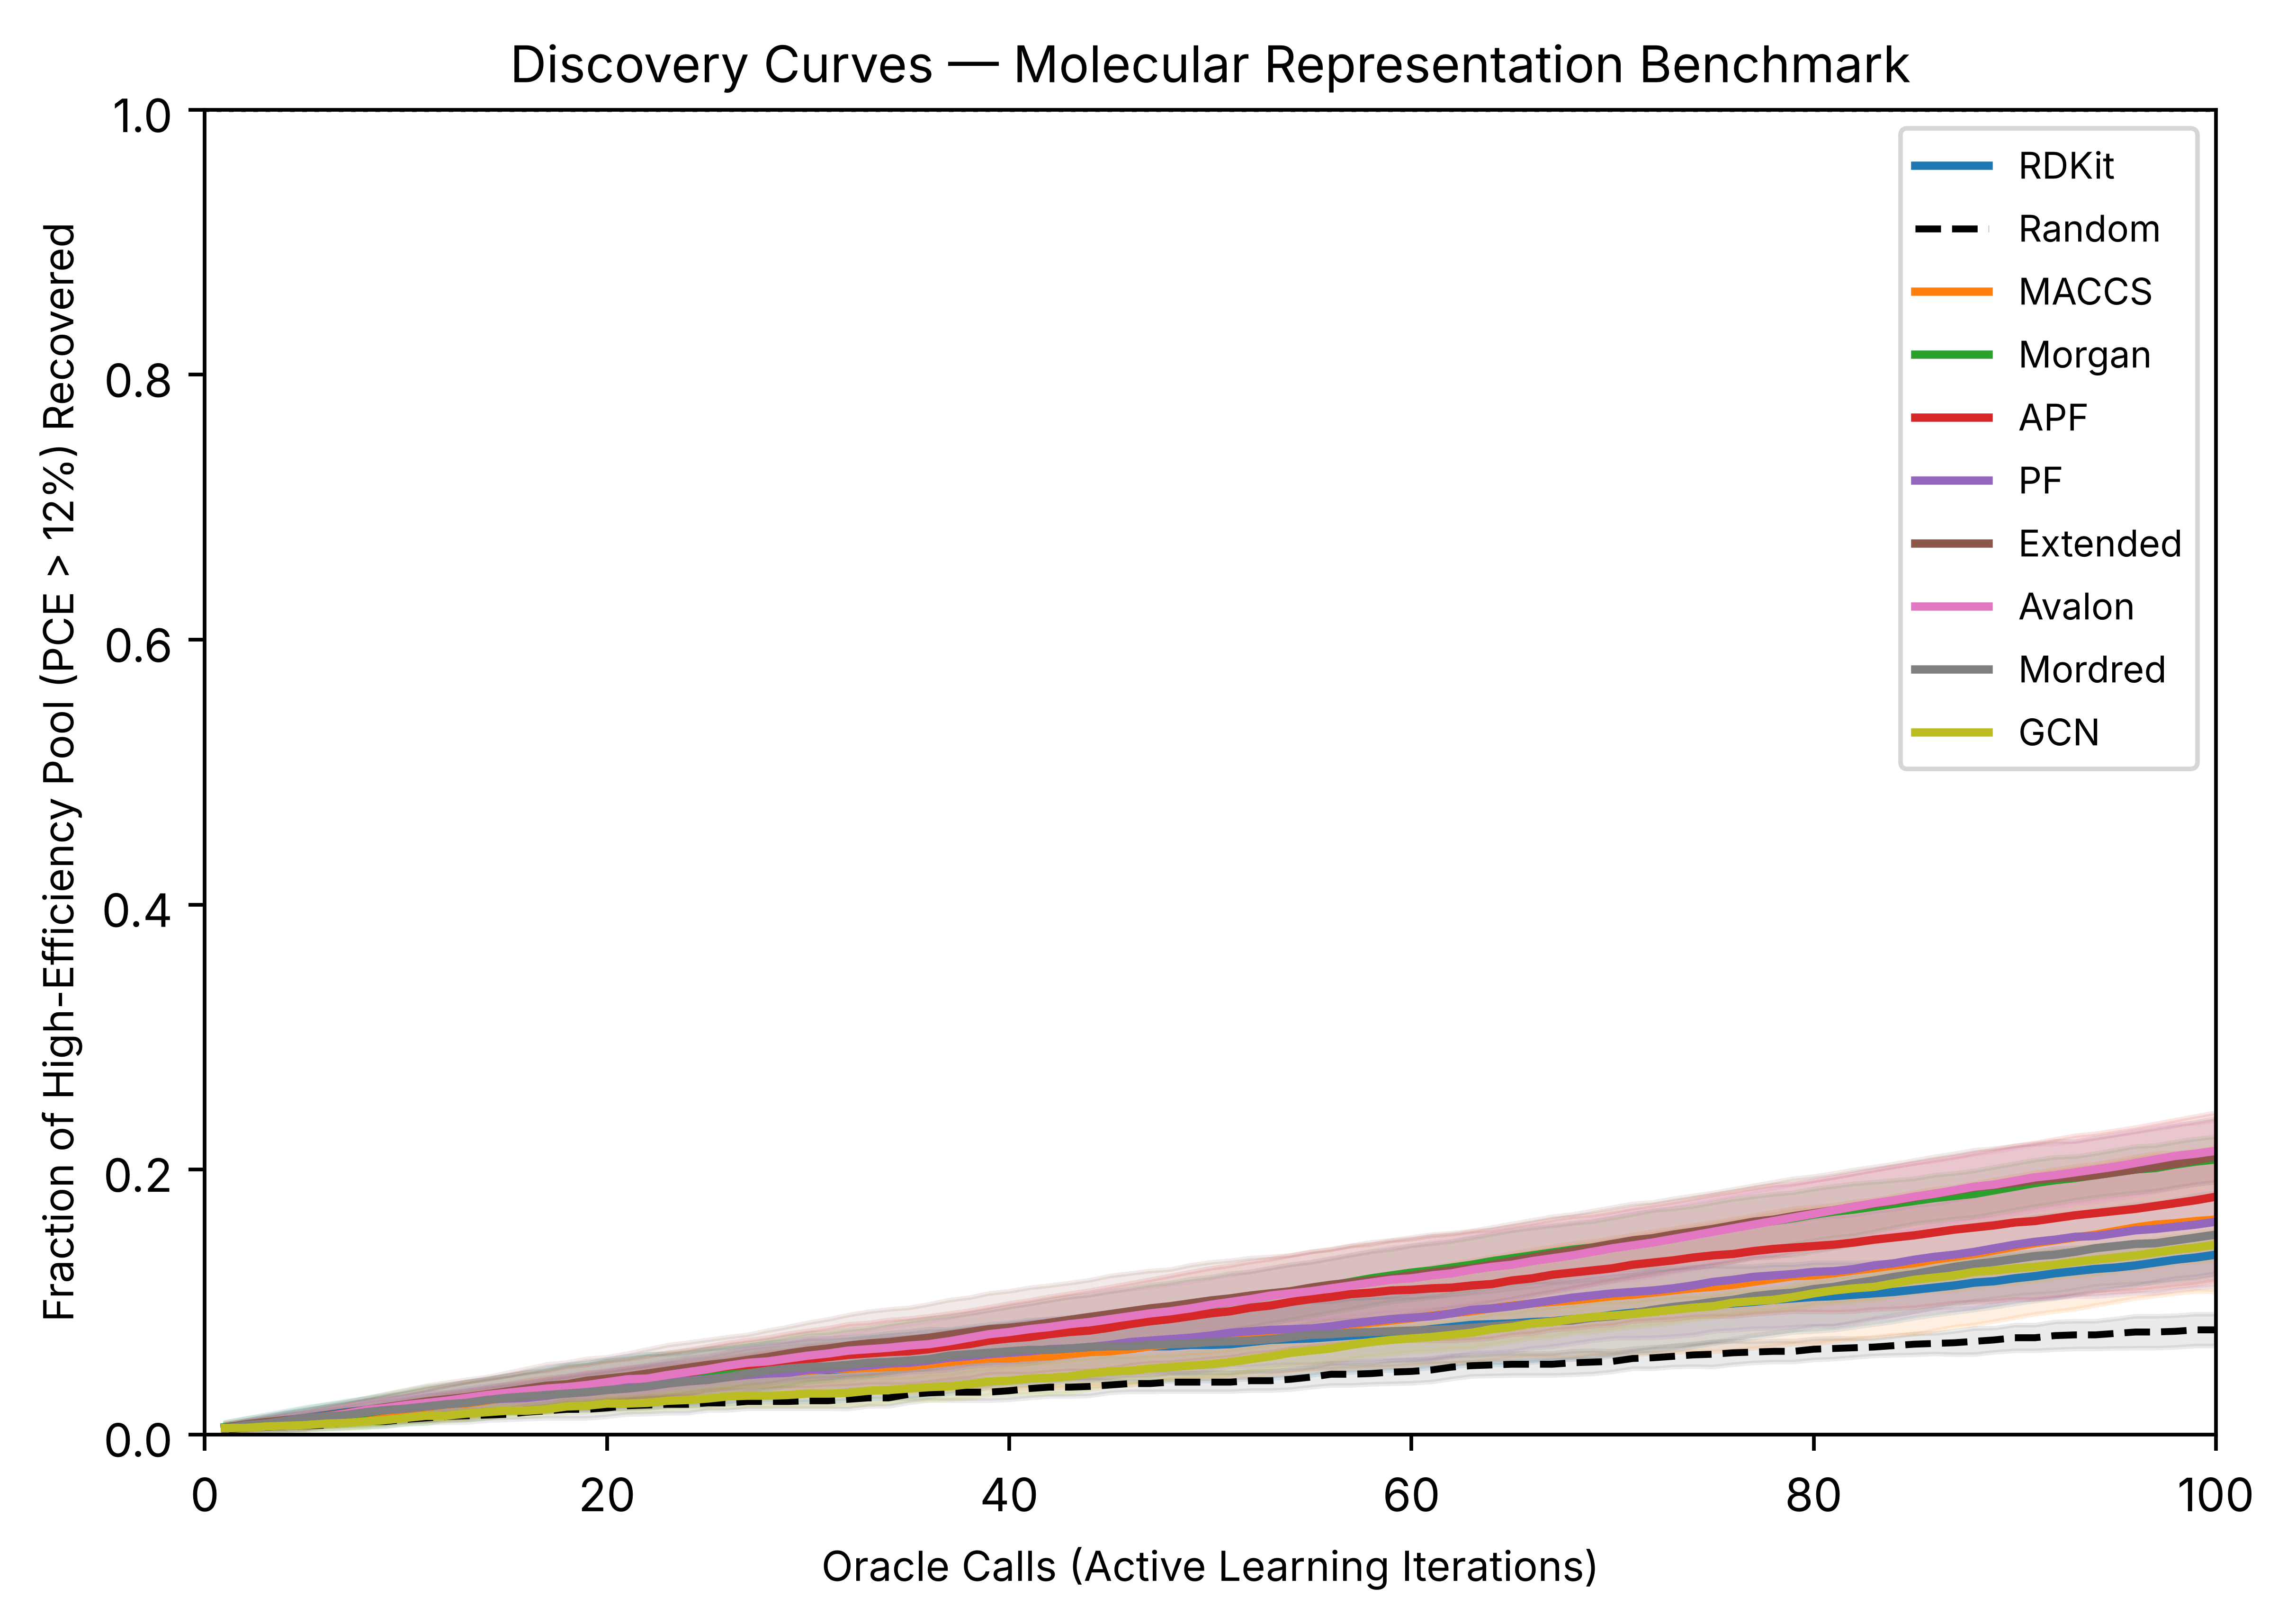 Discovery Curves — Molecular Representation Benchmark
Fraction of High-Efficiency Pool (PCE > 12%) Recovered
1.0
0.8
0.6
0.4
0.2
0.0
RDKit
Random
MACCS
Morgan
APF
PF
Extended
Avalon
Mordred
GCN
0
20
40
60
80
100
Oracle Calls (Active Learning Iterations)